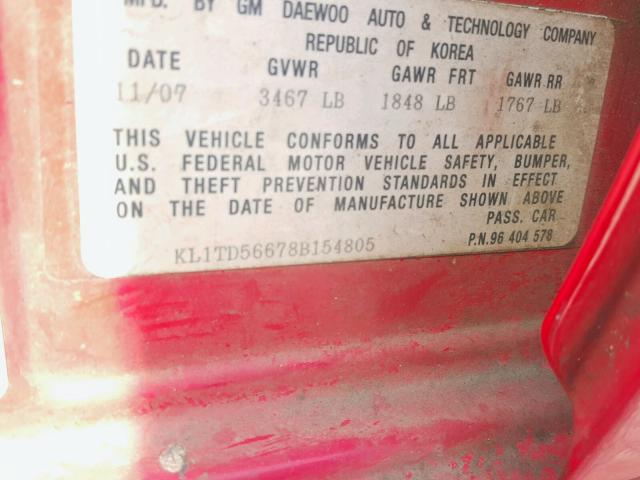 MFD. BY GM DAEWOO AUTO & TECHNOLOGY COMPANY
REPUBLIC OF KOREA
DATE GVWR GAWR FRT GAWR RR
11/07 3467 LB 1848 LB 1767 LB
THIS VEHICLE CONFORMS TO ALL APPLICABLE
U.S. FEDERAL MOTOR VEHICLE SAFETY, BUMPER,
AND THEFT PREVENTION STANDARDS IN EFFECT
ON THE DATE OF MANUFACTURE SHOWN ABOVE
PASS. CAR
KL1TD56678B154805 P.N.96 404 578